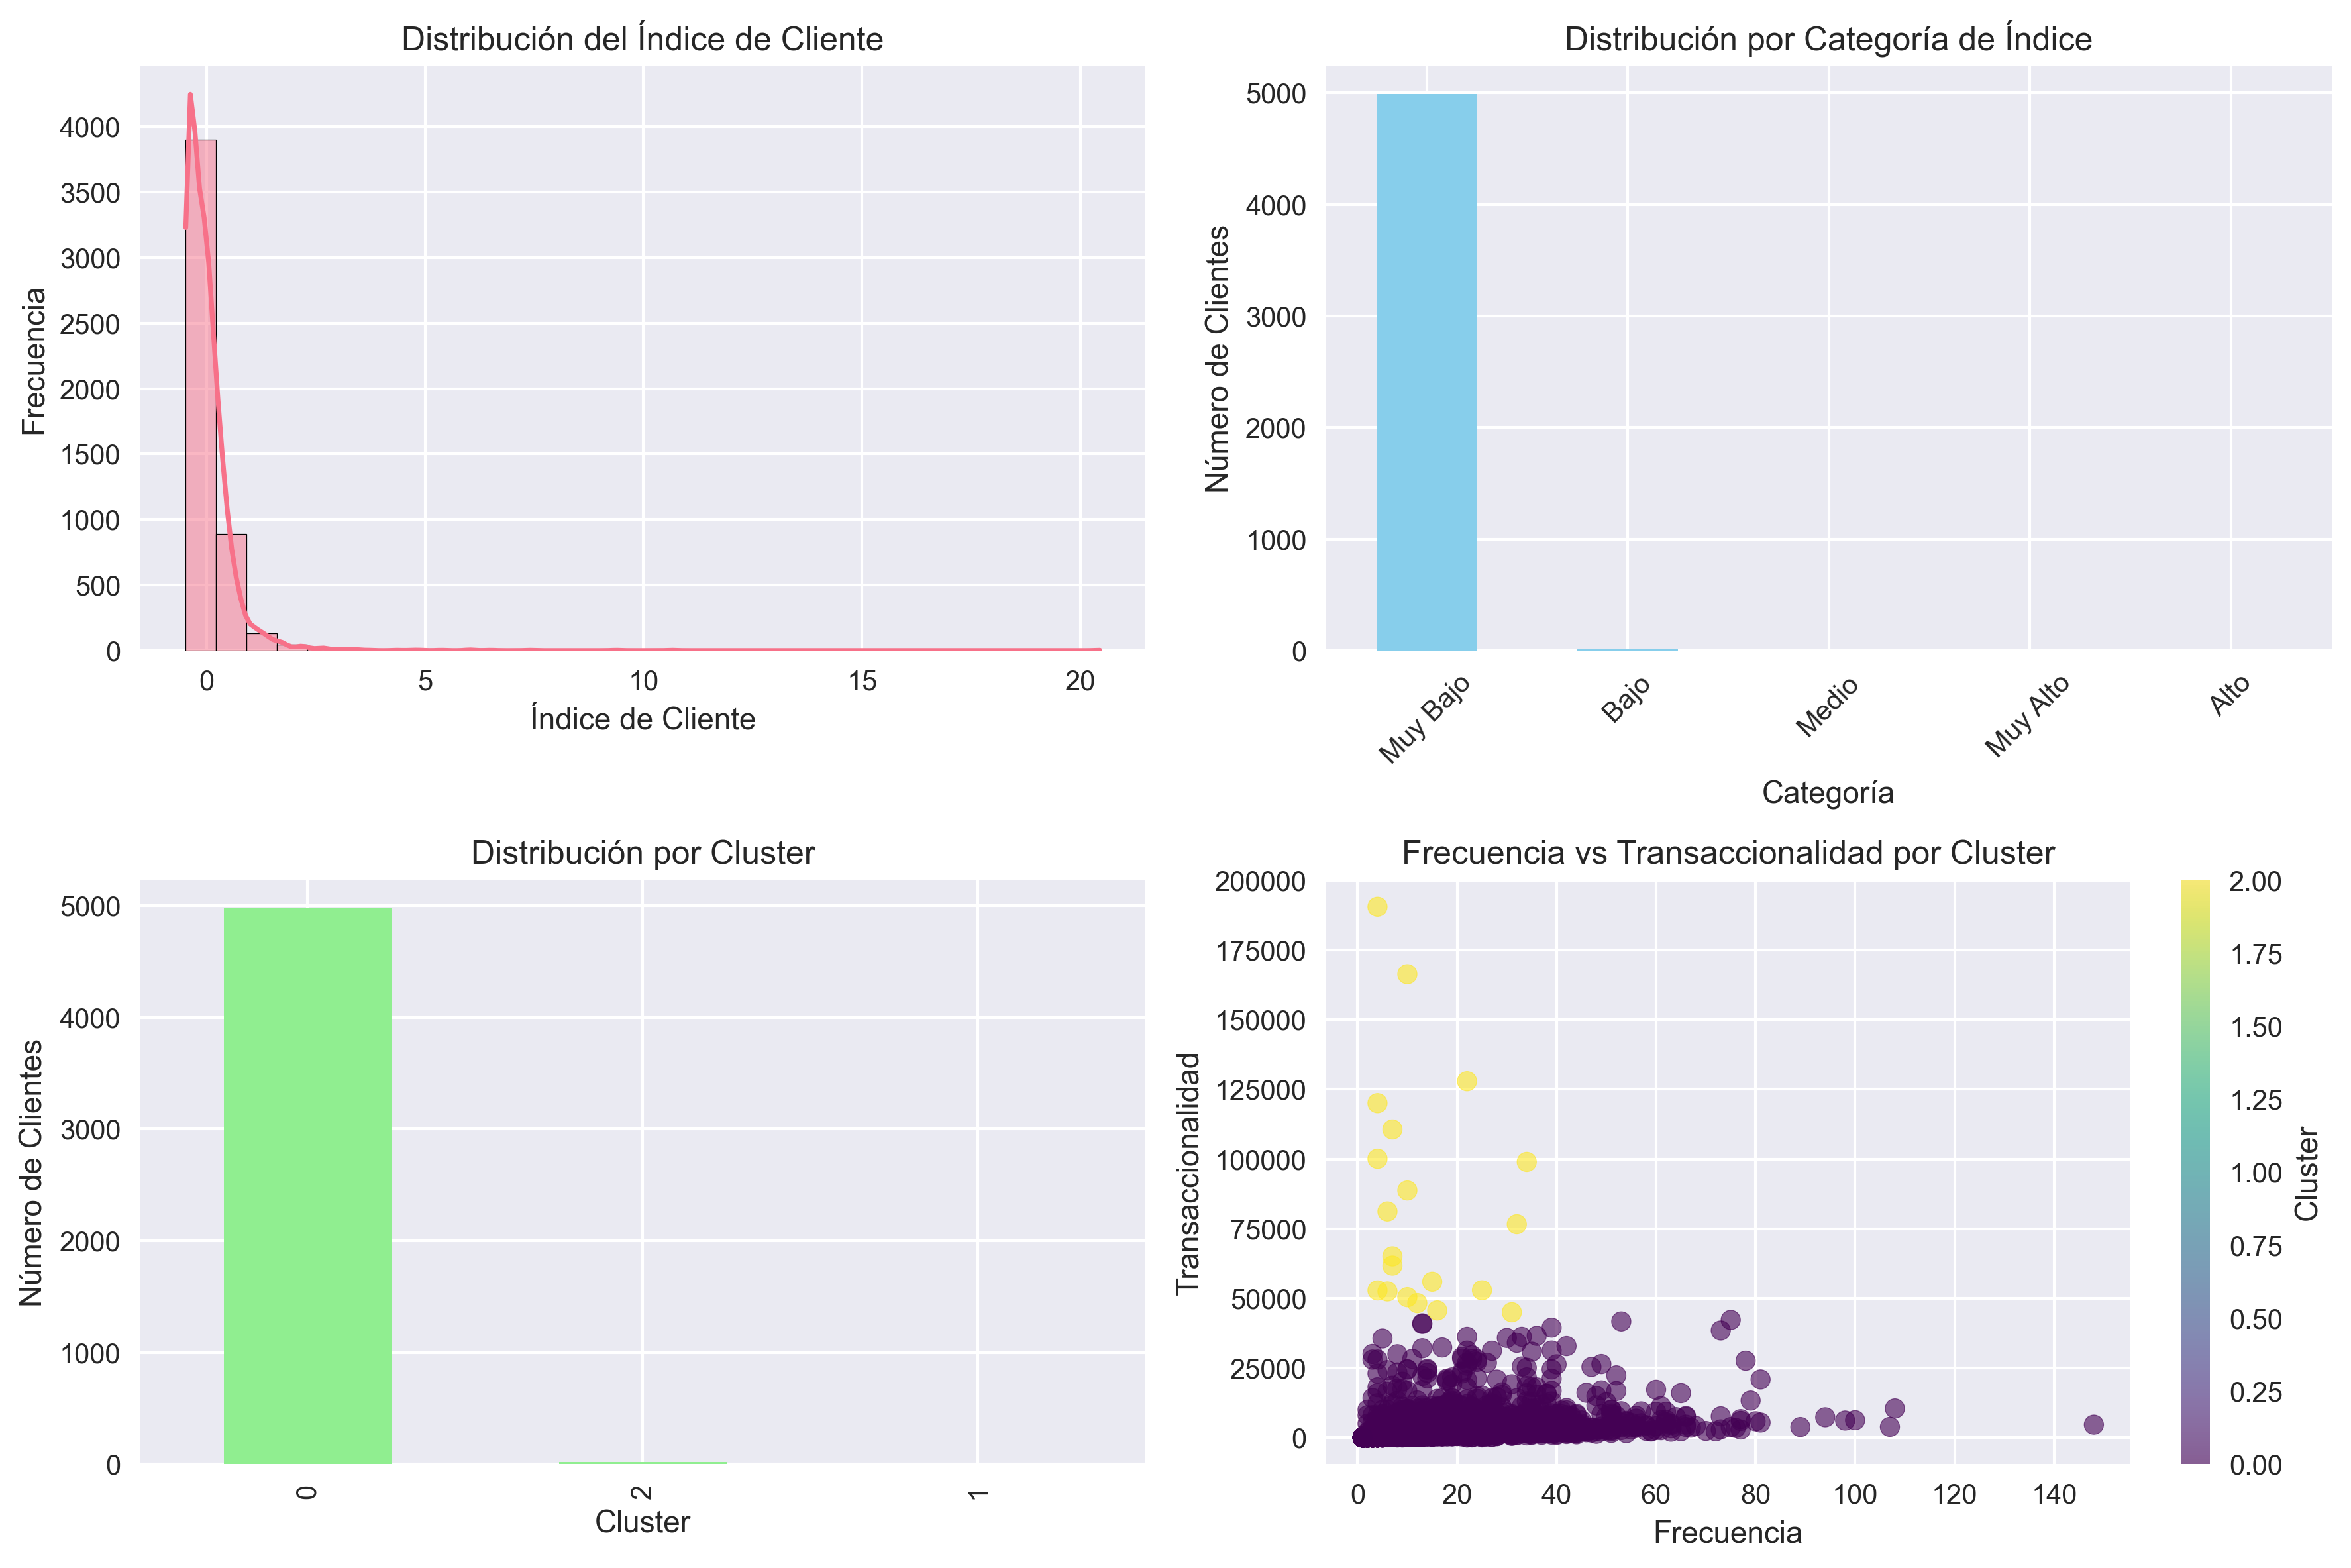 Distribución del Índice de Cliente
Frecuencia
4000
3500
3000
2500
2000
1500
1000
500
0
0 5 10 15 20
Índice de Cliente
Distribución por Categoría de Índice
Número de Clientes
5000
4000
3000
2000
1000
0
Muy Bajo Bajo Medio Muy Alto Alto
Categoría
Distribución por Cluster
Número de Clientes
5000
4000
3000
2000
1000
0
0 2 1
Cluster
Frecuencia vs Transaccionalidad por Cluster
Transaccionalidad
200000
175000
150000
125000
100000
75000
50000
25000
0
0 20 40 60 80 100 120 140
Frecuencia
2.00
1.75
1.50
1.25
1.00
0.75
0.50
0.25
0.00
Cluster